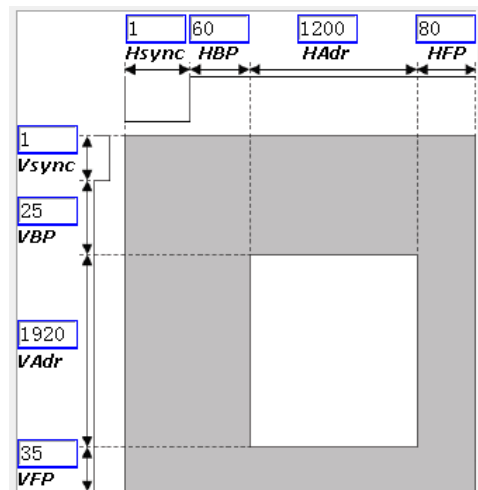 1 60 1200 80
Hsync HBP HAdr HFP
1
Vsync
25
VBP
1920
VAdr
35
VFP